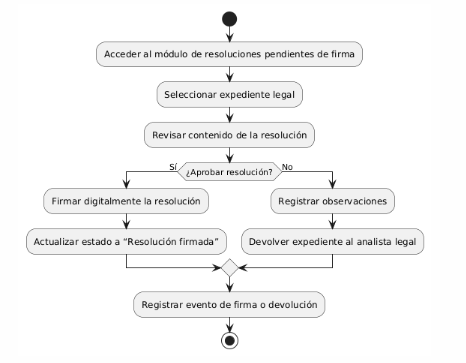 Acceder al módulo de resoluciones pendientes de firma
Seleccionar expediente legal
Revisar contenido de la resolución
¿Aprobar resolución?
Sí
No
Firmar digitalmente la resolución
Registrar observaciones
Actualizar estado a “Resolución firmada”
Devolver expediente al analista legal
Registrar evento de firma o devolución